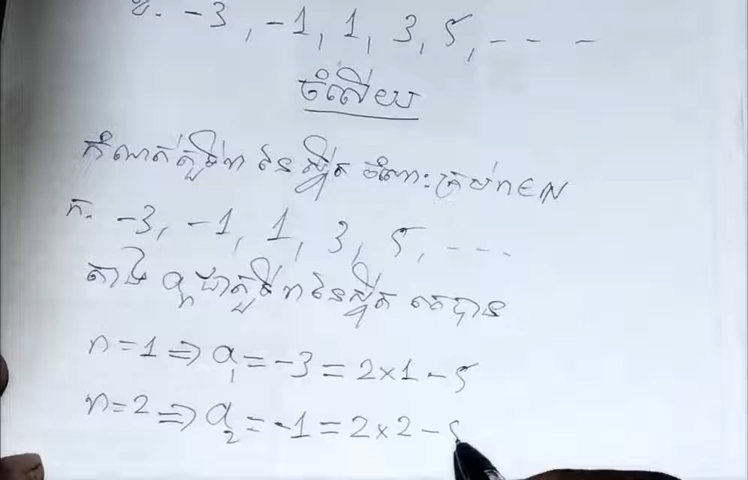 ខ. -3, -1, 1, 3, 5, - - -
ចំលើយ
កំណត់តួទី n នៃស្វ៊ីត ចំពោះគ្រប់ n∈N
ក. -3, -1, 1, 3, 5, - - -
តាង aₙ ជាតួទី n នៃស្វ៊ីត គេបាន
n=1 ⇒ a₁ = -3 = 2×1-5
n=2 ⇒ a₂ = -1 = 2×2-5